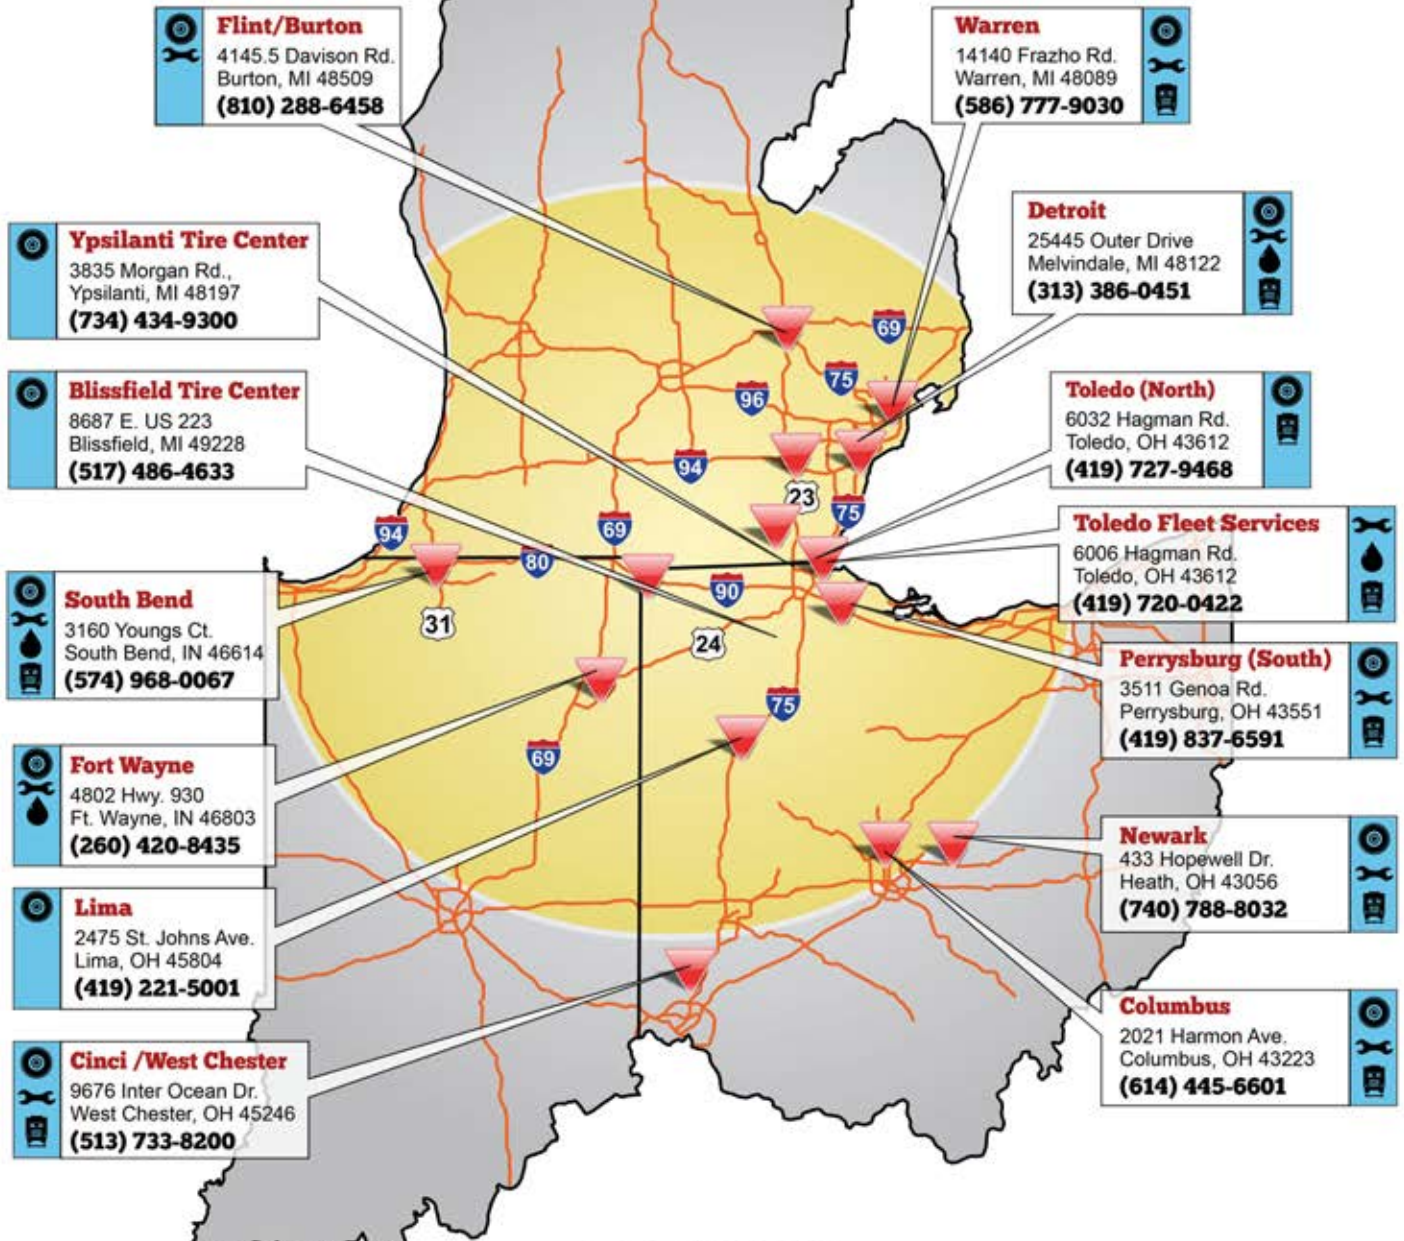 Flint/Burton
4145.5 Davison Rd.
Burton, MI 48509
(810) 288-6458
Warren
14140 Frazho Rd.
Warren, MI 48089
(586) 777-9030
Ypsilanti Tire Center
3835 Morgan Rd.,
Ypsilanti, MI 48197
(734) 434-9300
Detroit
25445 Outer Drive
Melvindale, MI 48122
(313) 386-0451
Blissfield Tire Center
8687 E. US 223
Blissfield, MI 49228
(517) 486-4633
Toledo (North)
6032 Hagman Rd.
Toledo, OH 43612
(419) 727-9468
Toledo Fleet Services
6006 Hagman Rd.
Toledo, OH 43612
(419) 720-0422
South Bend
3160 Youngs Ct.
South Bend, IN 46614
(574) 968-0067
Perrysburg (South)
3511 Genoa Rd.
Perrysburg, OH 43551
(419) 837-6591
Fort Wayne
4802 Hwy. 930
Ft. Wayne, IN 46803
(260) 420-8435
Newark
433 Hopewell Dr.
Heath, OH 43056
(740) 788-8032
Lima
2475 St. Johns Ave.
Lima, OH 45804
(419) 221-5001
Columbus
2021 Harmon Ave.
Columbus, OH 43223
(614) 445-6601
Cinci /West Chester
9676 Inter Ocean Dr.
West Chester, OH 45246
(513) 733-8200
69
75
96
94
23
75
69
94
80
90
31
24
75
69